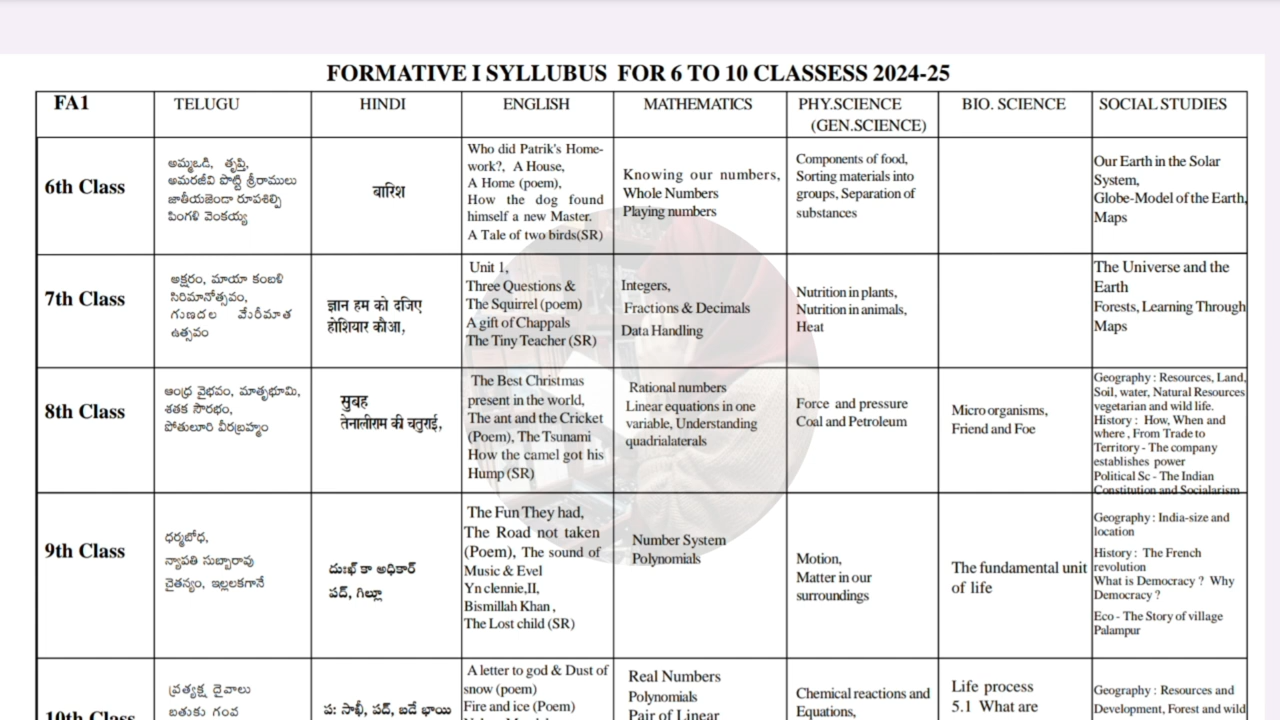 FORMATIVE I SYLLUBUS FOR 6 TO 10 CLASSESS 2024-25
FA1
TELUGU
HINDI
ENGLISH
MATHEMATICS
PHY.SCIENCE
(GEN.SCIENCE)
BIO. SCIENCE
SOCIAL STUDIES
6th Class
అమ్మఒడి, తృప్తి,
అమరజీవి పొట్టి శ్రీరాములు
జాతీయజెండా రూపశిల్పి
పింగళి వెంకయ్య
बारिश
Who did Patrik's Home-
work?, A House,
A Home (poem),
How the dog found
himself a new Master.
A Tale of two birds(SR)
Knowing our numbers,
Whole Numbers
Playing numbers
Components of food,
Sorting materials into
groups, Separation of
substances
Our Earth in the Solar
System,
Globe-Model of the Earth,
Maps
7th Class
అక్షరం, మాయా కంబళి
సిరిమానోత్సవం,
గుణదల మేరీమాత
ఉత్సవం
ज्ञान हम को दजिए
होशियार कौआ,
Unit 1,
Three Questions &
The Squirrel (poem)
A gift of Chappals
The Tiny Teacher (SR)
Integers,
Fractions & Decimals
Data Handling
Nutrition in plants,
Nutrition in animals,
Heat
The Universe and the
Earth
Forests, Learning Through
Maps
8th Class
ఆంధ్ర వైభవం, మాతృభూమి,
శతక సౌరభం,
పోతులూరి వీరబ్రహ్మం
सुबह
तेनालीराम की चतुराई,
The Best Christmas
present in the world,
The ant and the Cricket
(Poem), The Tsunami
How the camel got his
Hump (SR)
Rational numbers
Linear equations in one
variable, Understanding
quadrialaterals
Force and pressure
Coal and Petroleum
Micro organisms,
Friend and Foe
Geography : Resources, Land,
Soil, water, Natural Resources
vegetarian and wild life.
History : How, When and
where , From Trade to
Territory - The company
establishes power
Political Sc - The Indian
Constitution and Socialarism
9th Class
ధర్మబోధ,
న్యాపతి సుబ్బారావు
చైతన్యం, ఇల్లలకగానే
దుఃఖ్ కా అధికార్
పద్, గిల్లూ
The Fun They had,
The Road not taken
(Poem), The sound of
Music & Evel
Yn clennie,II,
Bismillah Khan ,
The Lost child (SR)
Number System
Polynomials
Motion,
Matter in our
surroundings
The fundamental unit
of life
Geography : India-size and
location
History : The French
revolution
What is Democracy ? Why
Democracy ?
Eco - The Story of village
Palampur
10th Class
ప్రత్యక్ష దైవాలు
బతుకు గంప
ప: సాఖీ, పద్, బడే భాయి
A letter to god & Dust of
snow (poem)
Fire and ice (Poem)
Real Numbers
Polynomials
Pair of Linear
Chemical reactions and
Equations,
Life process
5.1 What are
Geography : Resources and
Development, Forest and wild